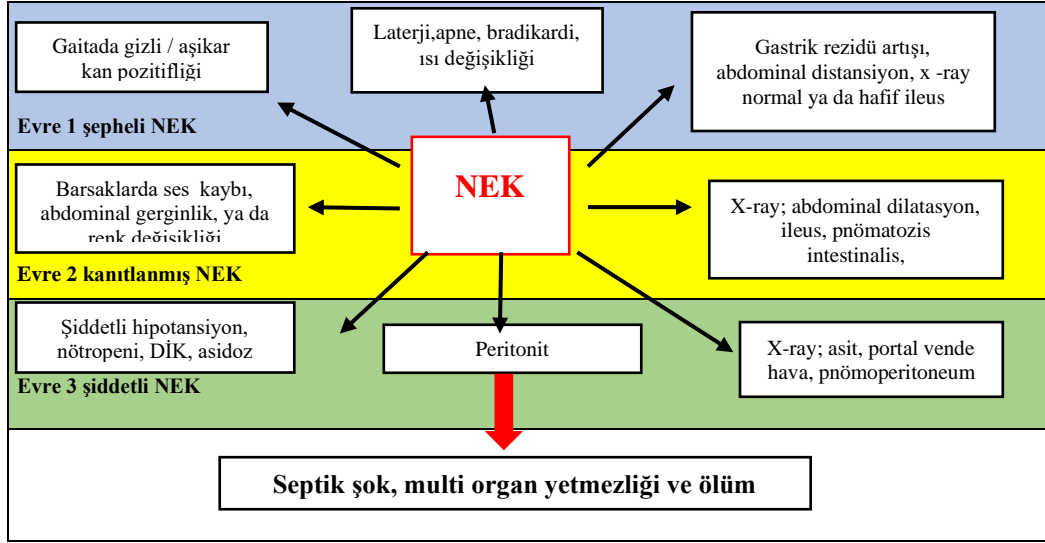 Gaitada gizli / aşikar
kan pozitifliği
Laterji,apne, bradikardi,
ısı değişikliği
Gastrik rezidü artışı,
abdominal distansiyon, x -ray
normal ya da hafif ileus
Evre 1 şepheli NEK
NEK
Barsaklarda ses kaybı,
abdominal gerginlik, ya da
renk değişikliği
X-ray; abdominal dilatasyon,
ileus, pnömatozis
intestinalis,
Evre 2 kanıtlanmış NEK
Şiddetli hipotansiyon,
nötropeni, DİK, asidoz
Peritonit
X-ray; asit, portal vende
hava, pnömoperitoneum
Evre 3 şiddetli NEK
Septik şok, multi organ yetmezliği ve ölüm